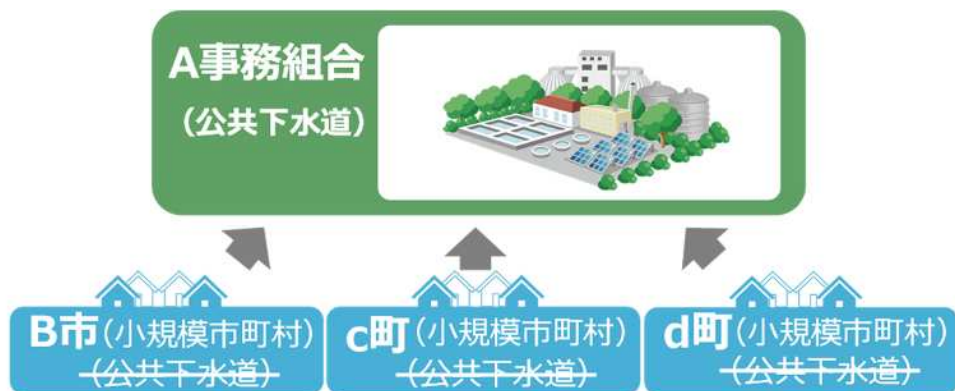 A事務組合
（公共下水道）
B市（小規模市町村）
（公共下水道）
c町（小規模市町村）
（公共下水道）
d町（小規模市町村）
（公共下水道）